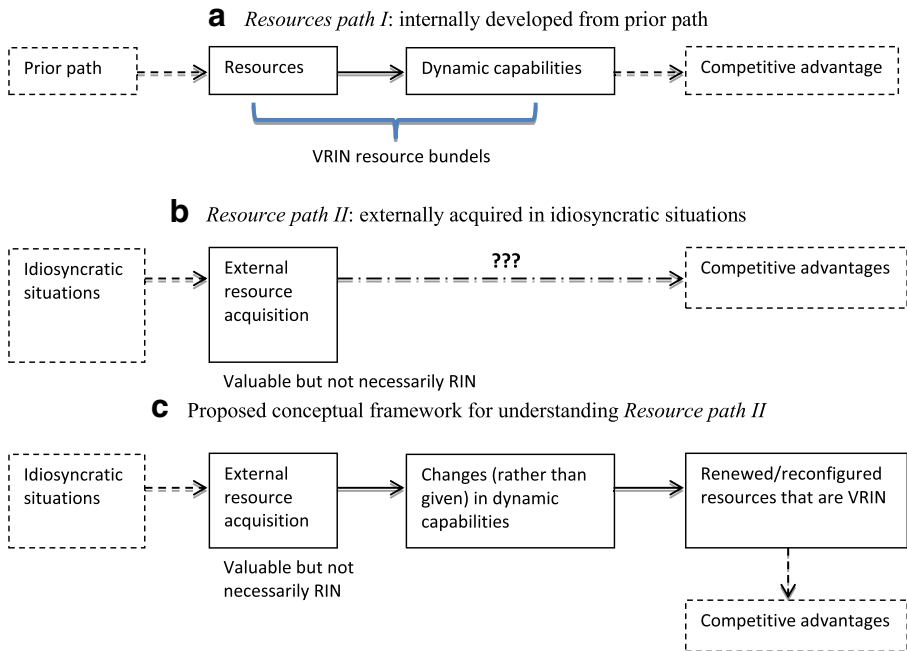 a Resources path I: internally developed from prior path
Prior path
Resources
Dynamic capabilities
Competitive advantage
VRIN resource bundels
b Resource path II: externally acquired in idiosyncratic situations
Idiosyncratic
situations
External
resource
acquisition
???
Competitive advantages
Valuable but not necessarily RIN
c Proposed conceptual framework for understanding Resource path II
Idiosyncratic
situations
External
resource
acquisition
Changes (rather than
given) in dynamic
capabilities
Renewed/reconfigured
resources that are VRIN
Valuable but not
necessarily RIN
Competitive advantages